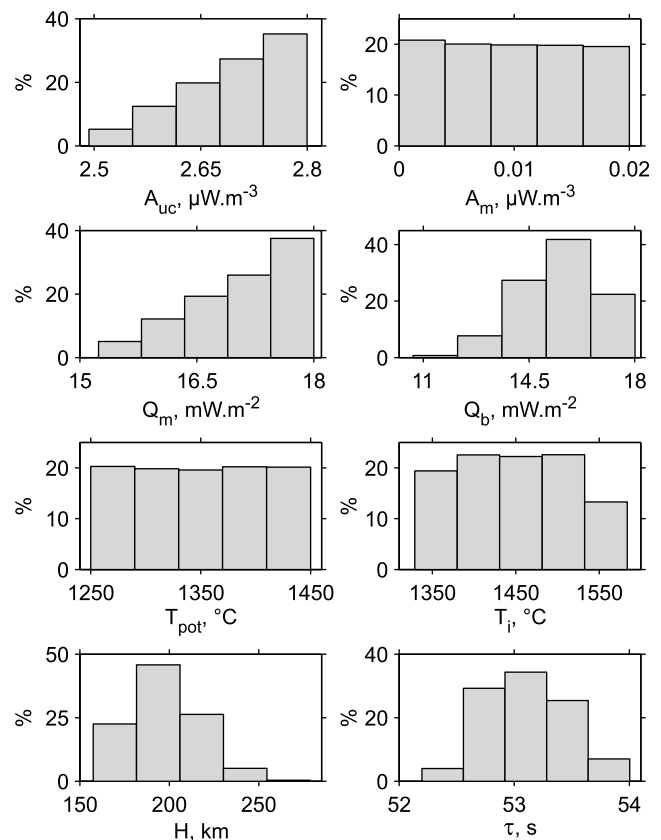 40 % 20 0
2.5 2.65 2.8
A_uc, µW.m^-3
20 % 10 0
0 0.01 0.02
A_m, µW.m^-3
40 % 20 0
15 16.5 18
Q_m, mW.m^-2
40 % 20 0
11 14.5 18
Q_b, mW.m^-2
20 % 10 0
1250 1350 1450
T_pot, °C
20 % 10 0
1350 1450 1550
T_i, °C
50 % 25 0
150 200 250
H, km
40 % 20 0
52 53 54
τ, s